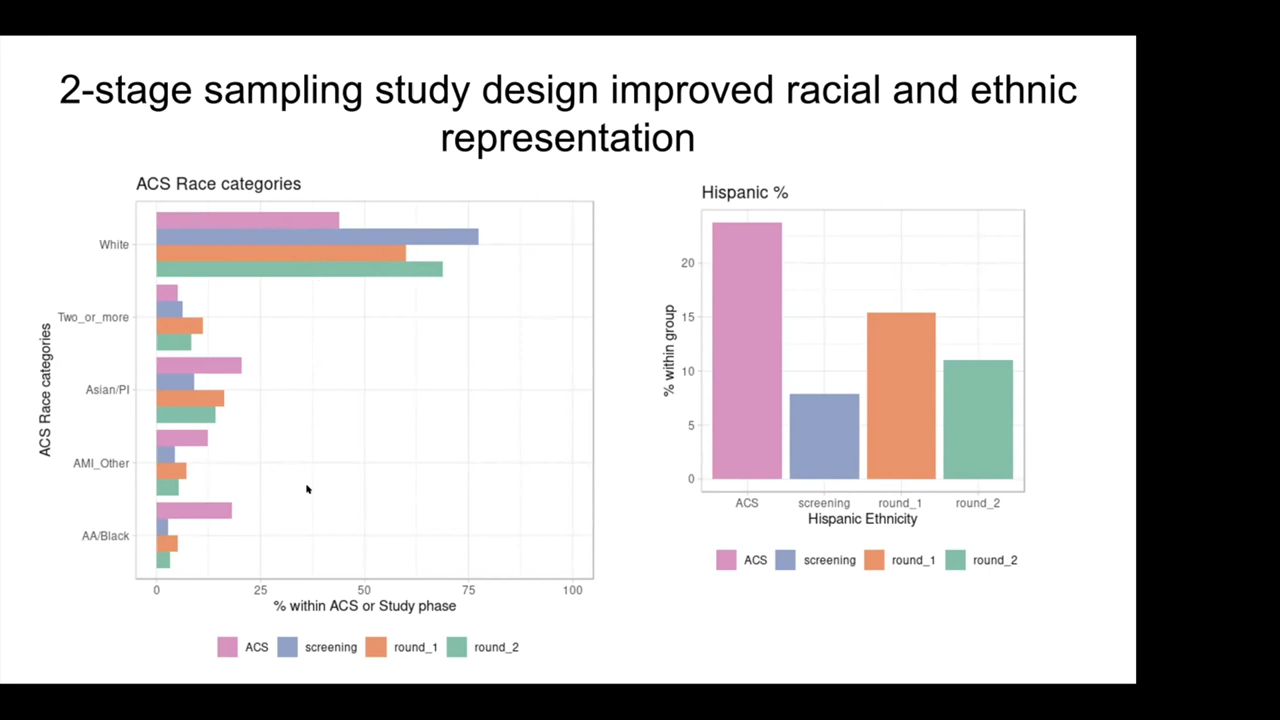 2-stage sampling study design improved racial and ethnic
representation
ACS Race categories
ACS Race categories
White
Two_or_more
Asian/PI
AMI_Other
AA/Black
0 25 50 75 100
% within ACS or Study phase
ACS screening round_1 round_2
Hispanic %
% within group
20
15
10
5
0
ACS screening round_1 round_2
Hispanic Ethnicity
ACS screening round_1 round_2